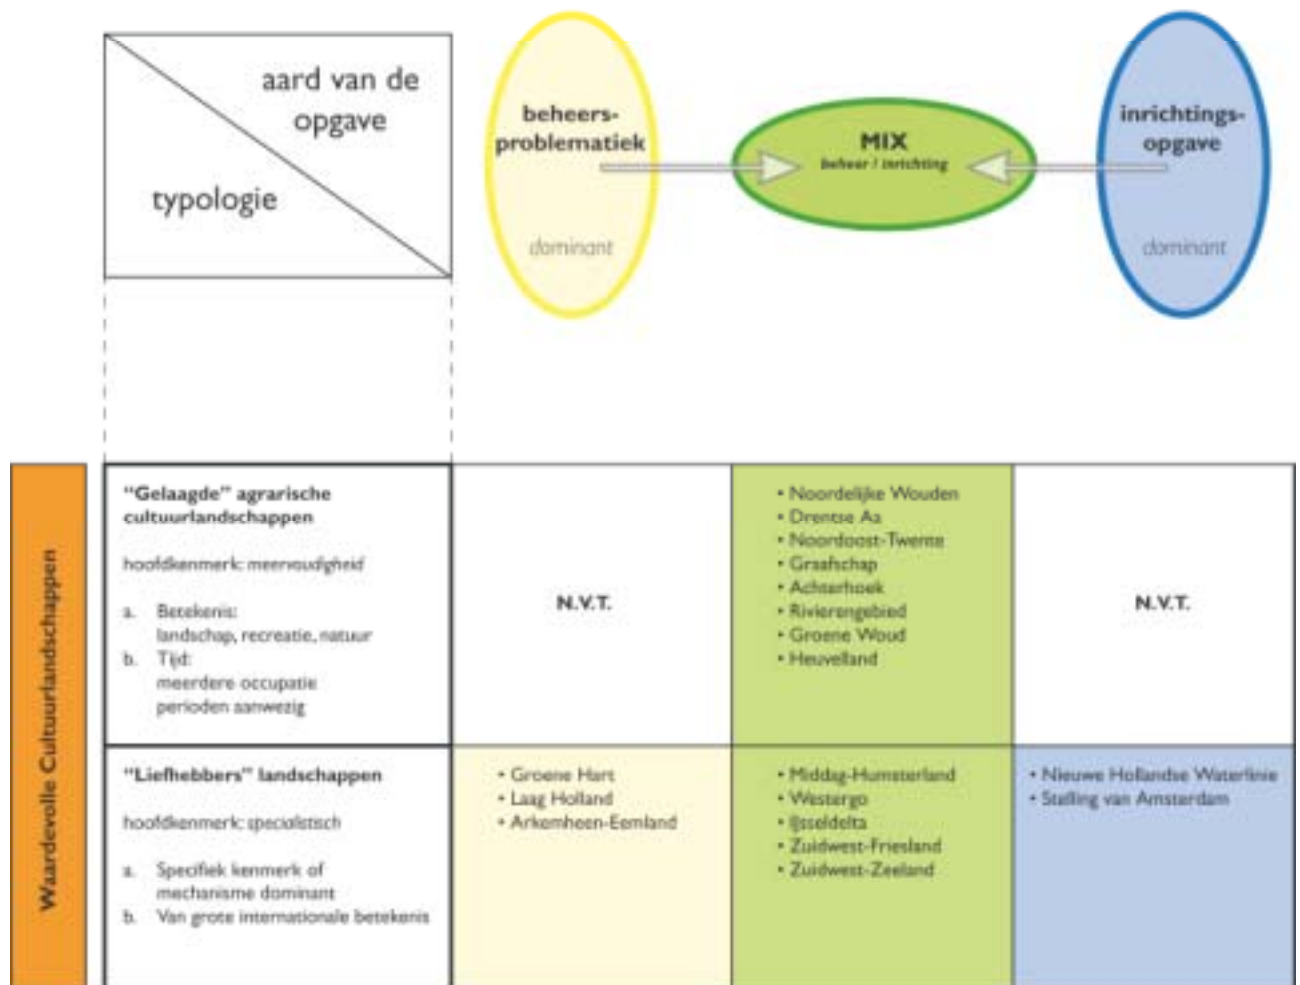 aard van de
opgave
typologie
beheers-
problematiek
dominant
MIX
beheer / inrichting
inrichtings-
opgave
dominant
Waardevolle Cultuurlandschappen
“Gelaagde” agrarische
cultuurlandschappen
hoofdkenmerk: meervoudigheid
a. Betekenis:
landschap, recreatie, natuur
b. Tijd:
meerdere occupatie
perioden aanwezig
N.V.T.
• Noordelijke Wouden
• Drentse Aa
• Noordoost-Twente
• Graafschap
• Achterhoek
• Rivierengebied
• Groene Woud
• Heuvelland
N.V.T.
“Liefhebbers” landschappen
hoofdkenmerk: specialistisch
a. Specifiek kenmerk of
mechanisme dominant
b. Van grote internationale betekenis
• Groene Hart
• Laag Holland
• Arkemheen-Eemland
• Middag-Humsterland
• Westergo
• IJsseldelta
• Zuidwest-Friesland
• Zuidwest-Zeeland
• Nieuwe Hollandse Waterlinie
• Stelling van Amsterdam